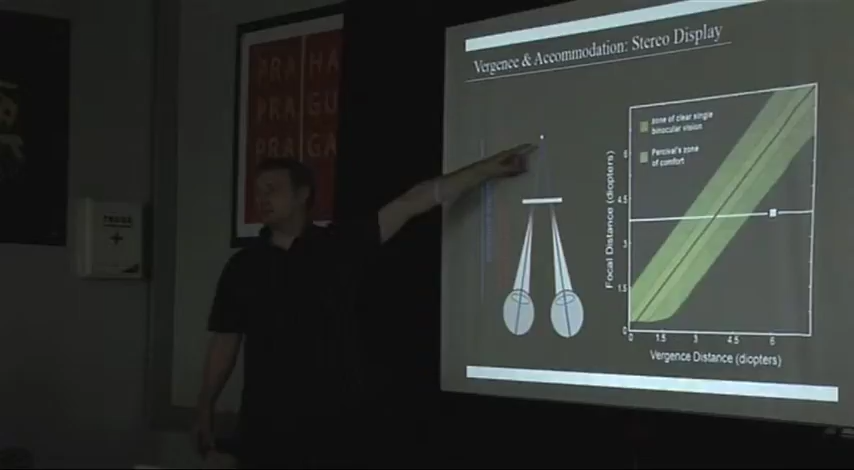 PRA HA
PRA GU
PRA GA
Vergence & Accommodation: Stereo Display
zone of clear single
binocular vision
Percival's zone
of comfort
Focal Distance (diopters)
6
4.5
3
1.5
0
0 1.5 3 4.5 6
Vergence Distance (diopters)